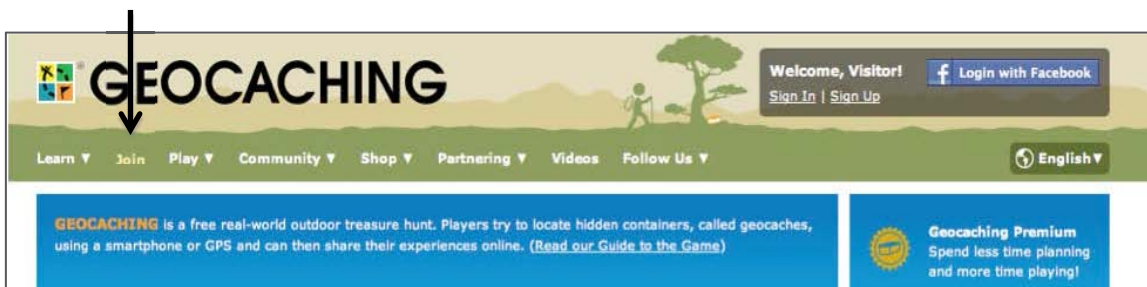 GEOCACHING
Welcome, Visitor!
Sign In | Sign Up
f Login with Facebook
Learn ▼ Join Play ▼ Community ▼ Shop ▼ Partnering ▼ Videos Follow Us ▼ English ▼
GEOCACHING is a free real-world outdoor treasure hunt. Players try to locate hidden containers, called geocaches,
using a smartphone or GPS and can then share their experiences online. (Read our Guide to the Game)
Geocaching Premium
Spend less time planning
and more time playing!